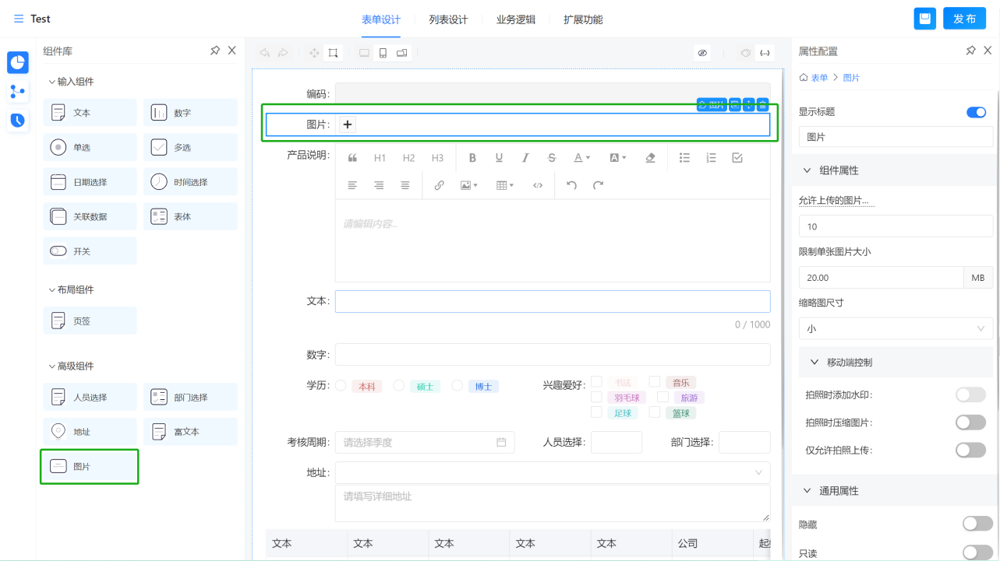 Test
表单设计 列表设计 业务逻辑 扩展功能
发布
组件库
输入组件
文本 数字
单选 多选
日期选择 时间选择
关联数据 表体
开关
布局组件
页签
高级组件
人员选择 部门选择
地址 富文本
图片
编码:
图片
图片:
产品说明:
H1 H2 H3 B U I S A A
请编辑内容...
文本:
0 / 1000
数字:
学历: 本科 硕士 博士
兴趣爱好: 书法 音乐
羽毛球 旅游
足球 篮球
考核周期: 请选择季度 人员选择: 部门选择:
地址:
请填写详细地址
文本 文本 文本 文本 文本 公司
属性配置
表单 > 图片
显示标题
图片
组件属性
允许上传的图片...
10
限制单张图片大小
20.00 MB
缩略图尺寸
小
移动端控制
拍照时添加水印:
拍照时压缩图片:
仅允许拍照上传:
通用属性
隐藏
只读